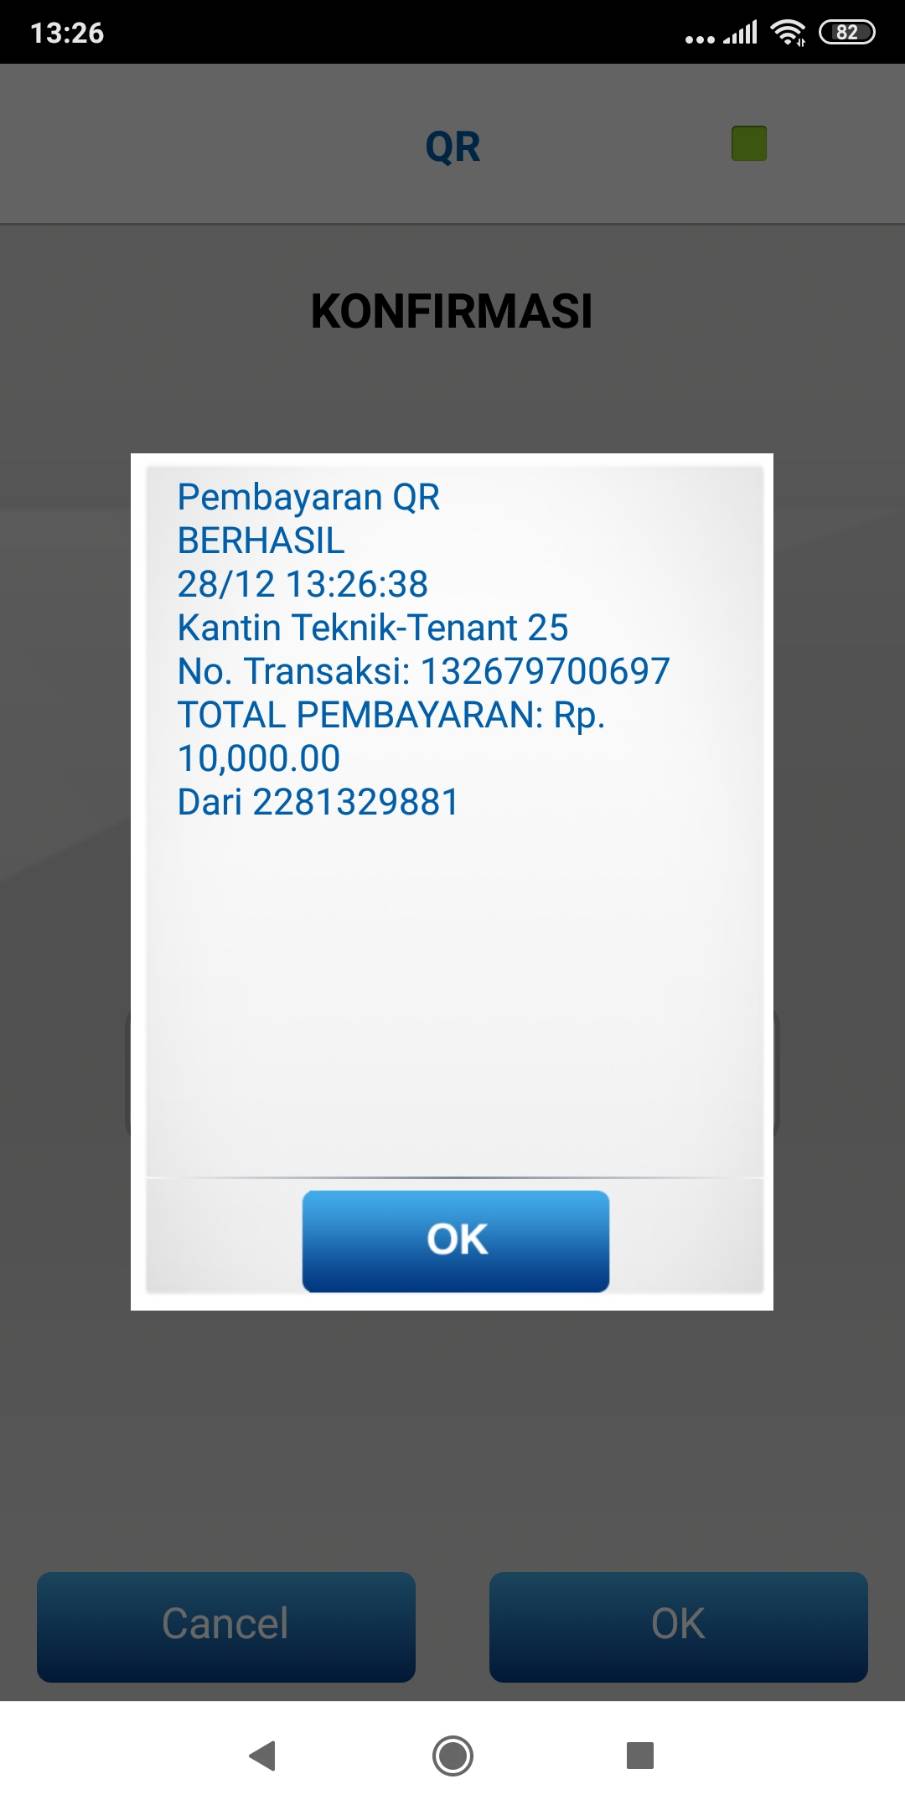 13:26
82
QR
KONFIRMASI
Pembayaran QR
BERHASIL
28/12 13:26:38
Kantin Teknik-Tenant 25
No. Transaksi: 132679700697
TOTAL PEMBAYARAN: Rp.
10,000.00
Dari 2281329881
OK
Cancel
OK